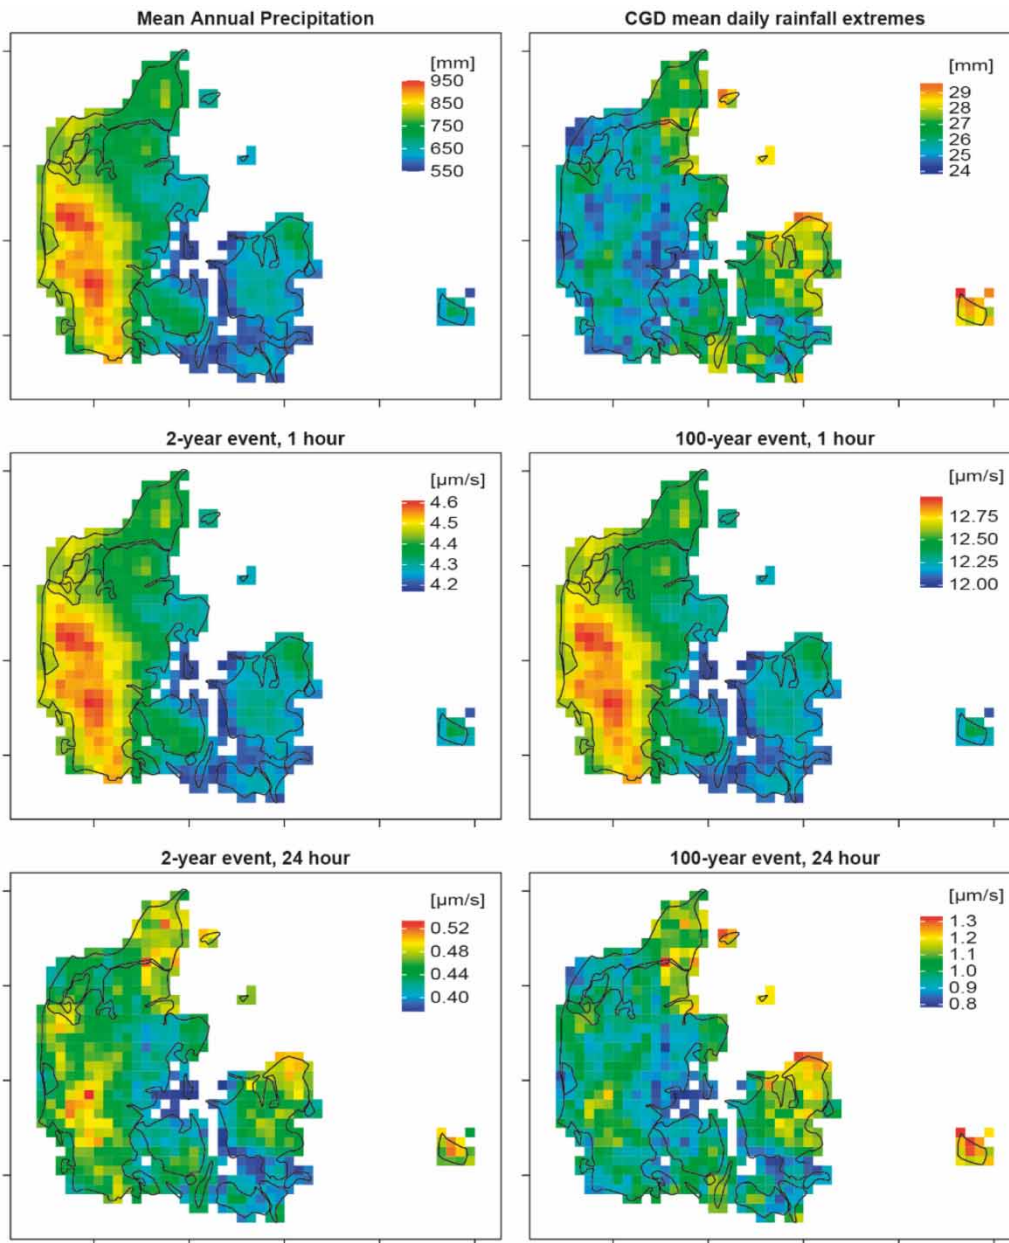 Mean Annual Precipitation
[mm]
950
850
750
650
550
CGD mean daily rainfall extremes
[mm]
29
28
27
26
25
24
2-year event, 1 hour
[µm/s]
4.6
4.5
4.4
4.3
4.2
100-year event, 1 hour
[µm/s]
12.75
12.50
12.25
12.00
2-year event, 24 hour
[µm/s]
0.52
0.48
0.44
0.40
100-year event, 24 hour
[µm/s]
1.3
1.2
1.1
1.0
0.9
0.8